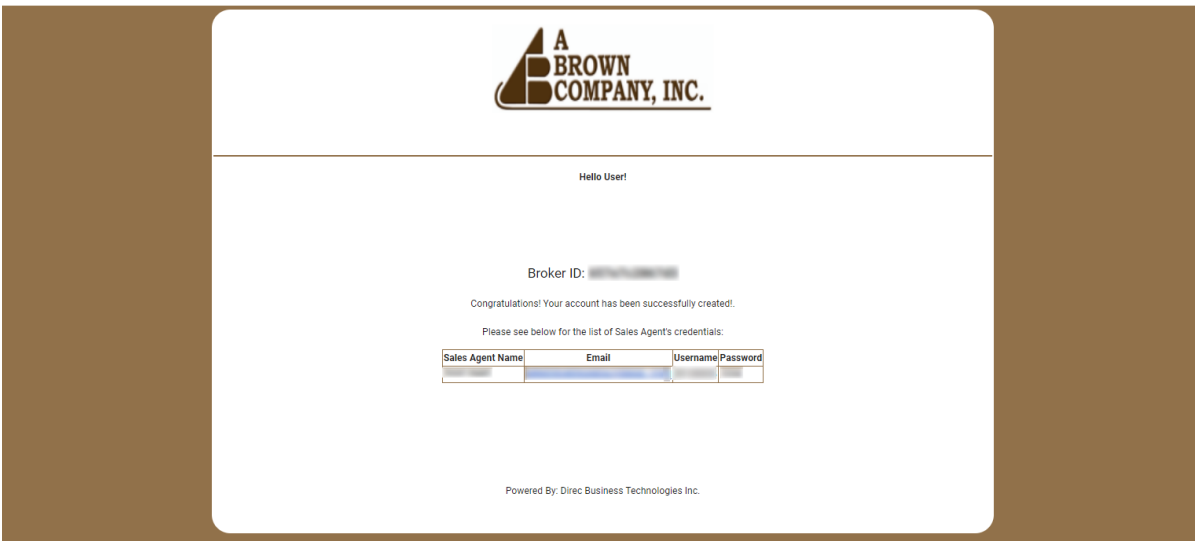 A
BROWN
COMPANY, INC.
Hello User!
Broker ID:
Congratulations! Your account has been successfully created!.
Please see below for the list of Sales Agent's credentials:
Sales Agent Name Email Username Password
Powered By: Direc Business Technologies Inc.